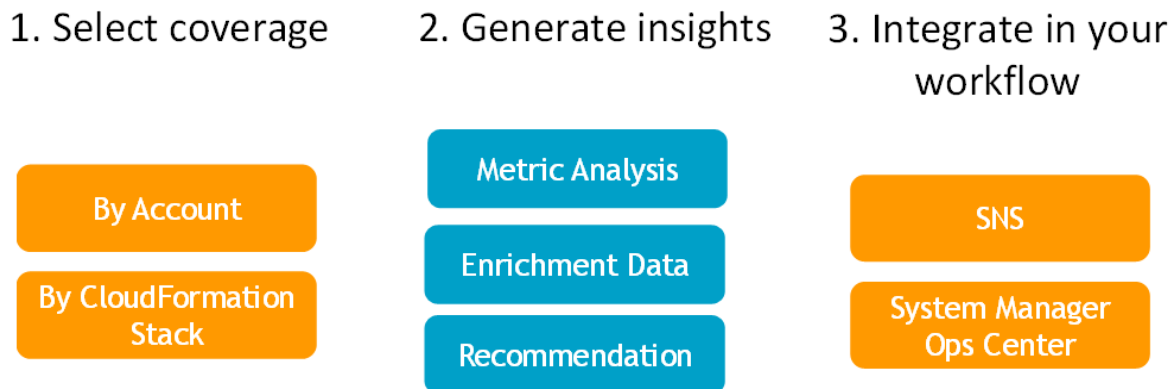 1. Select coverage
2. Generate insights
3. Integrate in your
workflow
By Account
By CloudFormation
Stack
Metric Analysis
Enrichment Data
Recommendation
SNS
System Manager
Ops Center